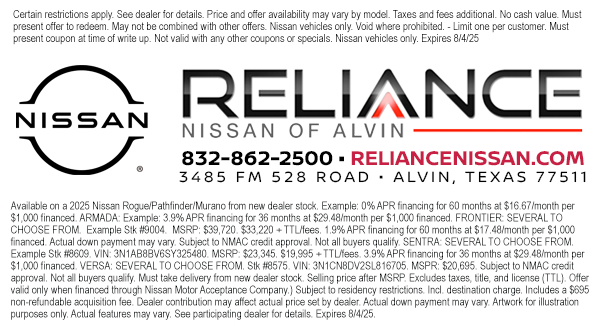 Certain restrictions apply. See dealer for details. Price and offer availability may vary by model. Taxes and fees additional. No cash value. Must
present offer to redeem. May not be combined with other offers. Nissan vehicles only. Void where prohibited. - Limit one per customer. Must
present coupon at time of write up. Not valid with any other coupons or specials. Nissan vehicles only. Expires 8/4/25
NISSAN
®
RELIANCE
NISSAN OF ALVIN
832-862-2500 • RELIANCENISSAN.COM
3485 FM 528 ROAD • ALVIN, TEXAS 77511
Available on a 2025 Nissan Rogue/Pathfinder/Murano from new dealer stock. Example: 0% APR financing for 60 months at $16.67/month per
$1,000 financed. ARMADA: Example: 3.9% APR financing for 36 months at $29.48/month per $1,000 financed. FRONTIER: SEVERAL TO
CHOOSE FROM. Example Stk #9004. MSRP: $39,720. $33,220 + TTL/fees. 1.9% APR financing for 60 months at $17.48/month per $1,000
financed. Actual down payment may vary. Subject to NMAC credit approval. Not all buyers qualify. SENTRA: SEVERAL TO CHOOSE FROM.
Example Stk #8609. VIN: 3N1AB8BV6SY325480. MSRP: $23,345. $19,995 + TTL/fees. 3.9% APR financing for 36 months at $29.48/month per
$1,000 financed. VERSA: SEVERAL TO CHOOSE FROM. Stk #8575. VIN: 3N1CN8DV2SL816705. MSPR: $20,695. Subject to NMAC credit
approval. Not all buyers qualify. Must take delivery from new dealer stock. Selling price after MSRP. Excludes taxes, title, and license (TTL). Offer
valid only when financed through Nissan Motor Acceptance Company.) Subject to residency restrictions. Incl. destination charge. Includes a $695
non-refundable acquisition fee. Dealer contribution may affect actual price set by dealer. Actual down payment may vary. Artwork for illustration
purposes only. Actual features may vary. See participating dealer for details. Expires 8/4/25.